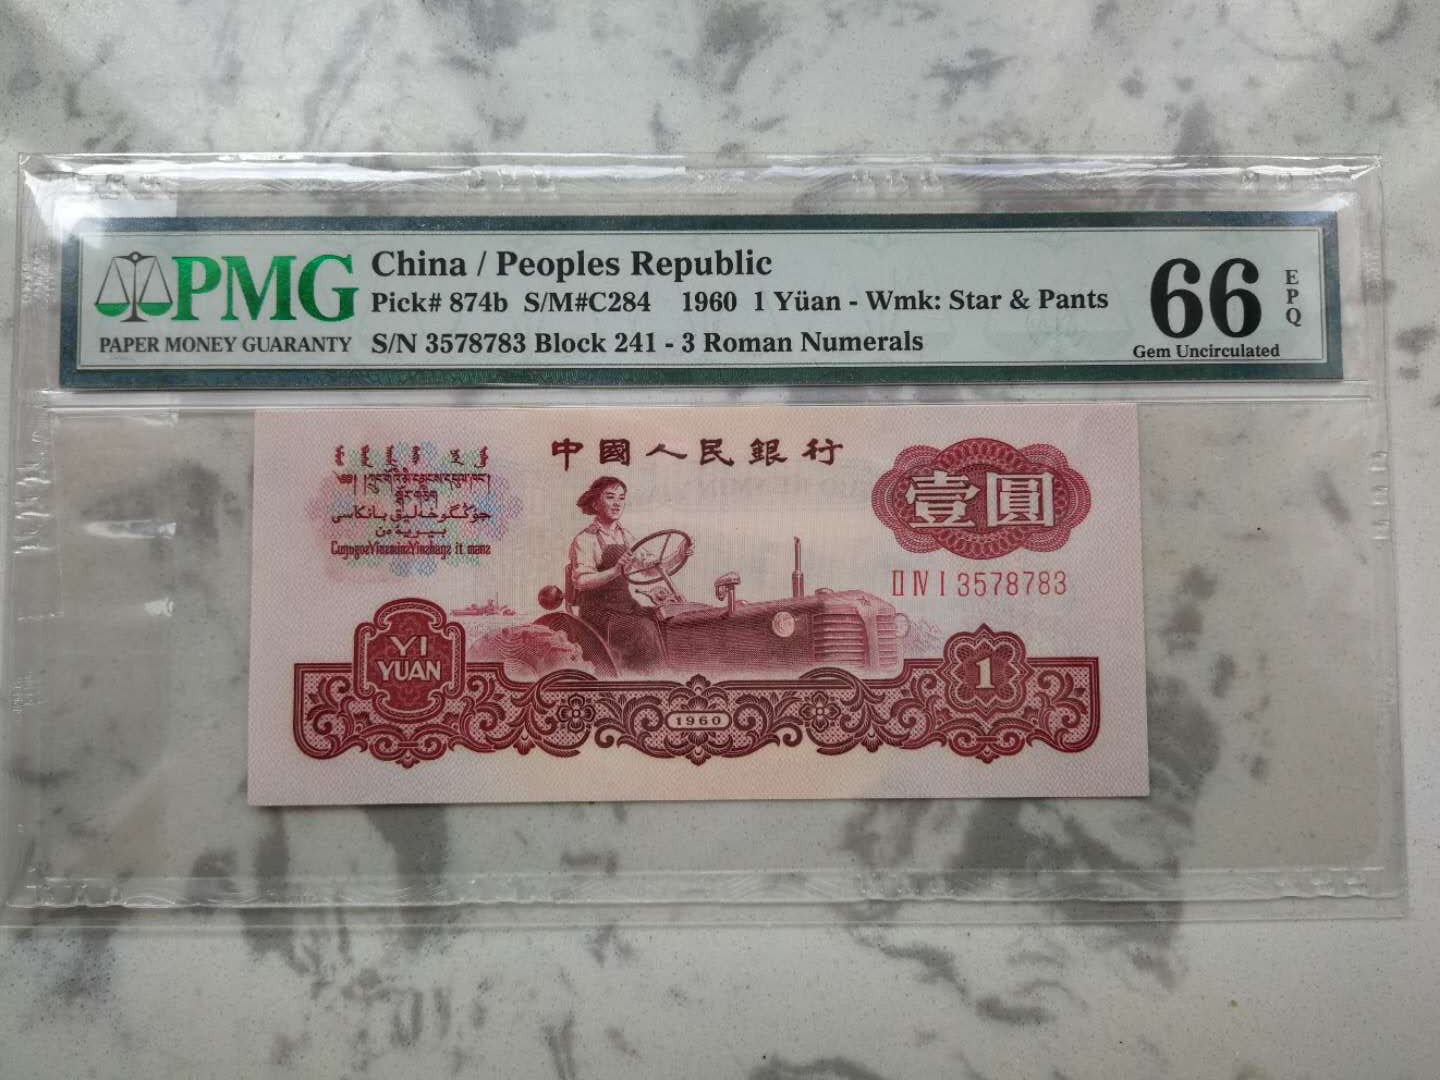 PMG
PAPER MONEY GUARANTY
China / Peoples Republic
Pick# 874b S/M#C284 1960 1 Yüan - Wmk: Star & Pants
S/N 3578783 Block 241 - 3 Roman Numerals
66
EPQ
Gem Uncirculated
中國人民銀行
壹圓
II IV I 3578783
YI
YUAN
1960
1